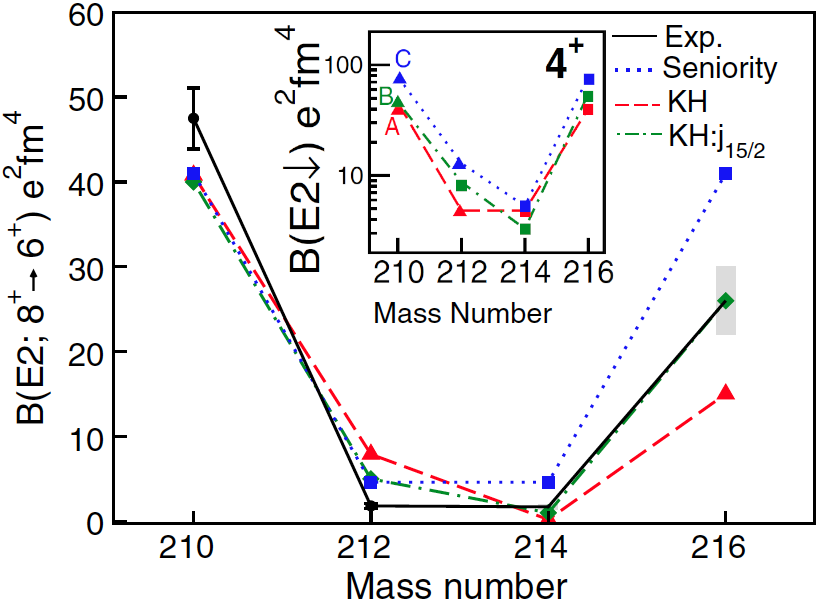 60
50
40
30
20
10
0
B(E2; 8⁺→ 6⁺) e²fm⁴
210
212
214
216
Mass number
Exp.
Seniority
KH
KH:j₁₅/₂
B(E2↓) e²fm⁴
100
10
4⁺
C
B
A
210
212
214
216
Mass Number